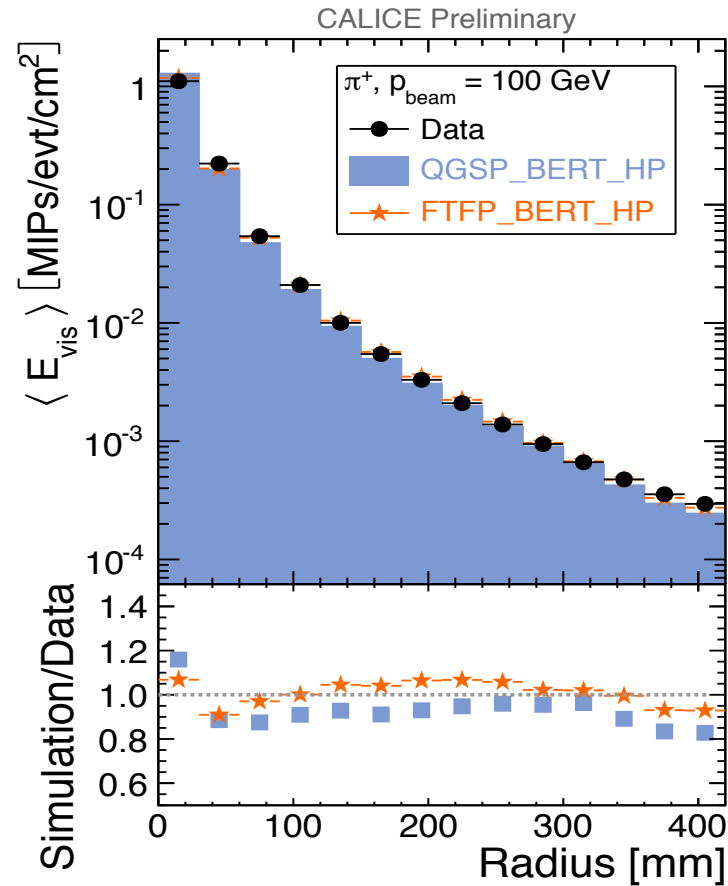 CALICE Preliminary
π⁺, p_beam = 100 GeV
Data
QGSP_BERT_HP
FTFP_BERT_HP
⟨ E_vis ⟩ [MIPs/evt/cm²]
1
10⁻¹
10⁻²
10⁻³
10⁻⁴
Simulation/Data
1.4
1.2
1.0
0.8
0.6
0 100 200 300 400
Radius [mm]